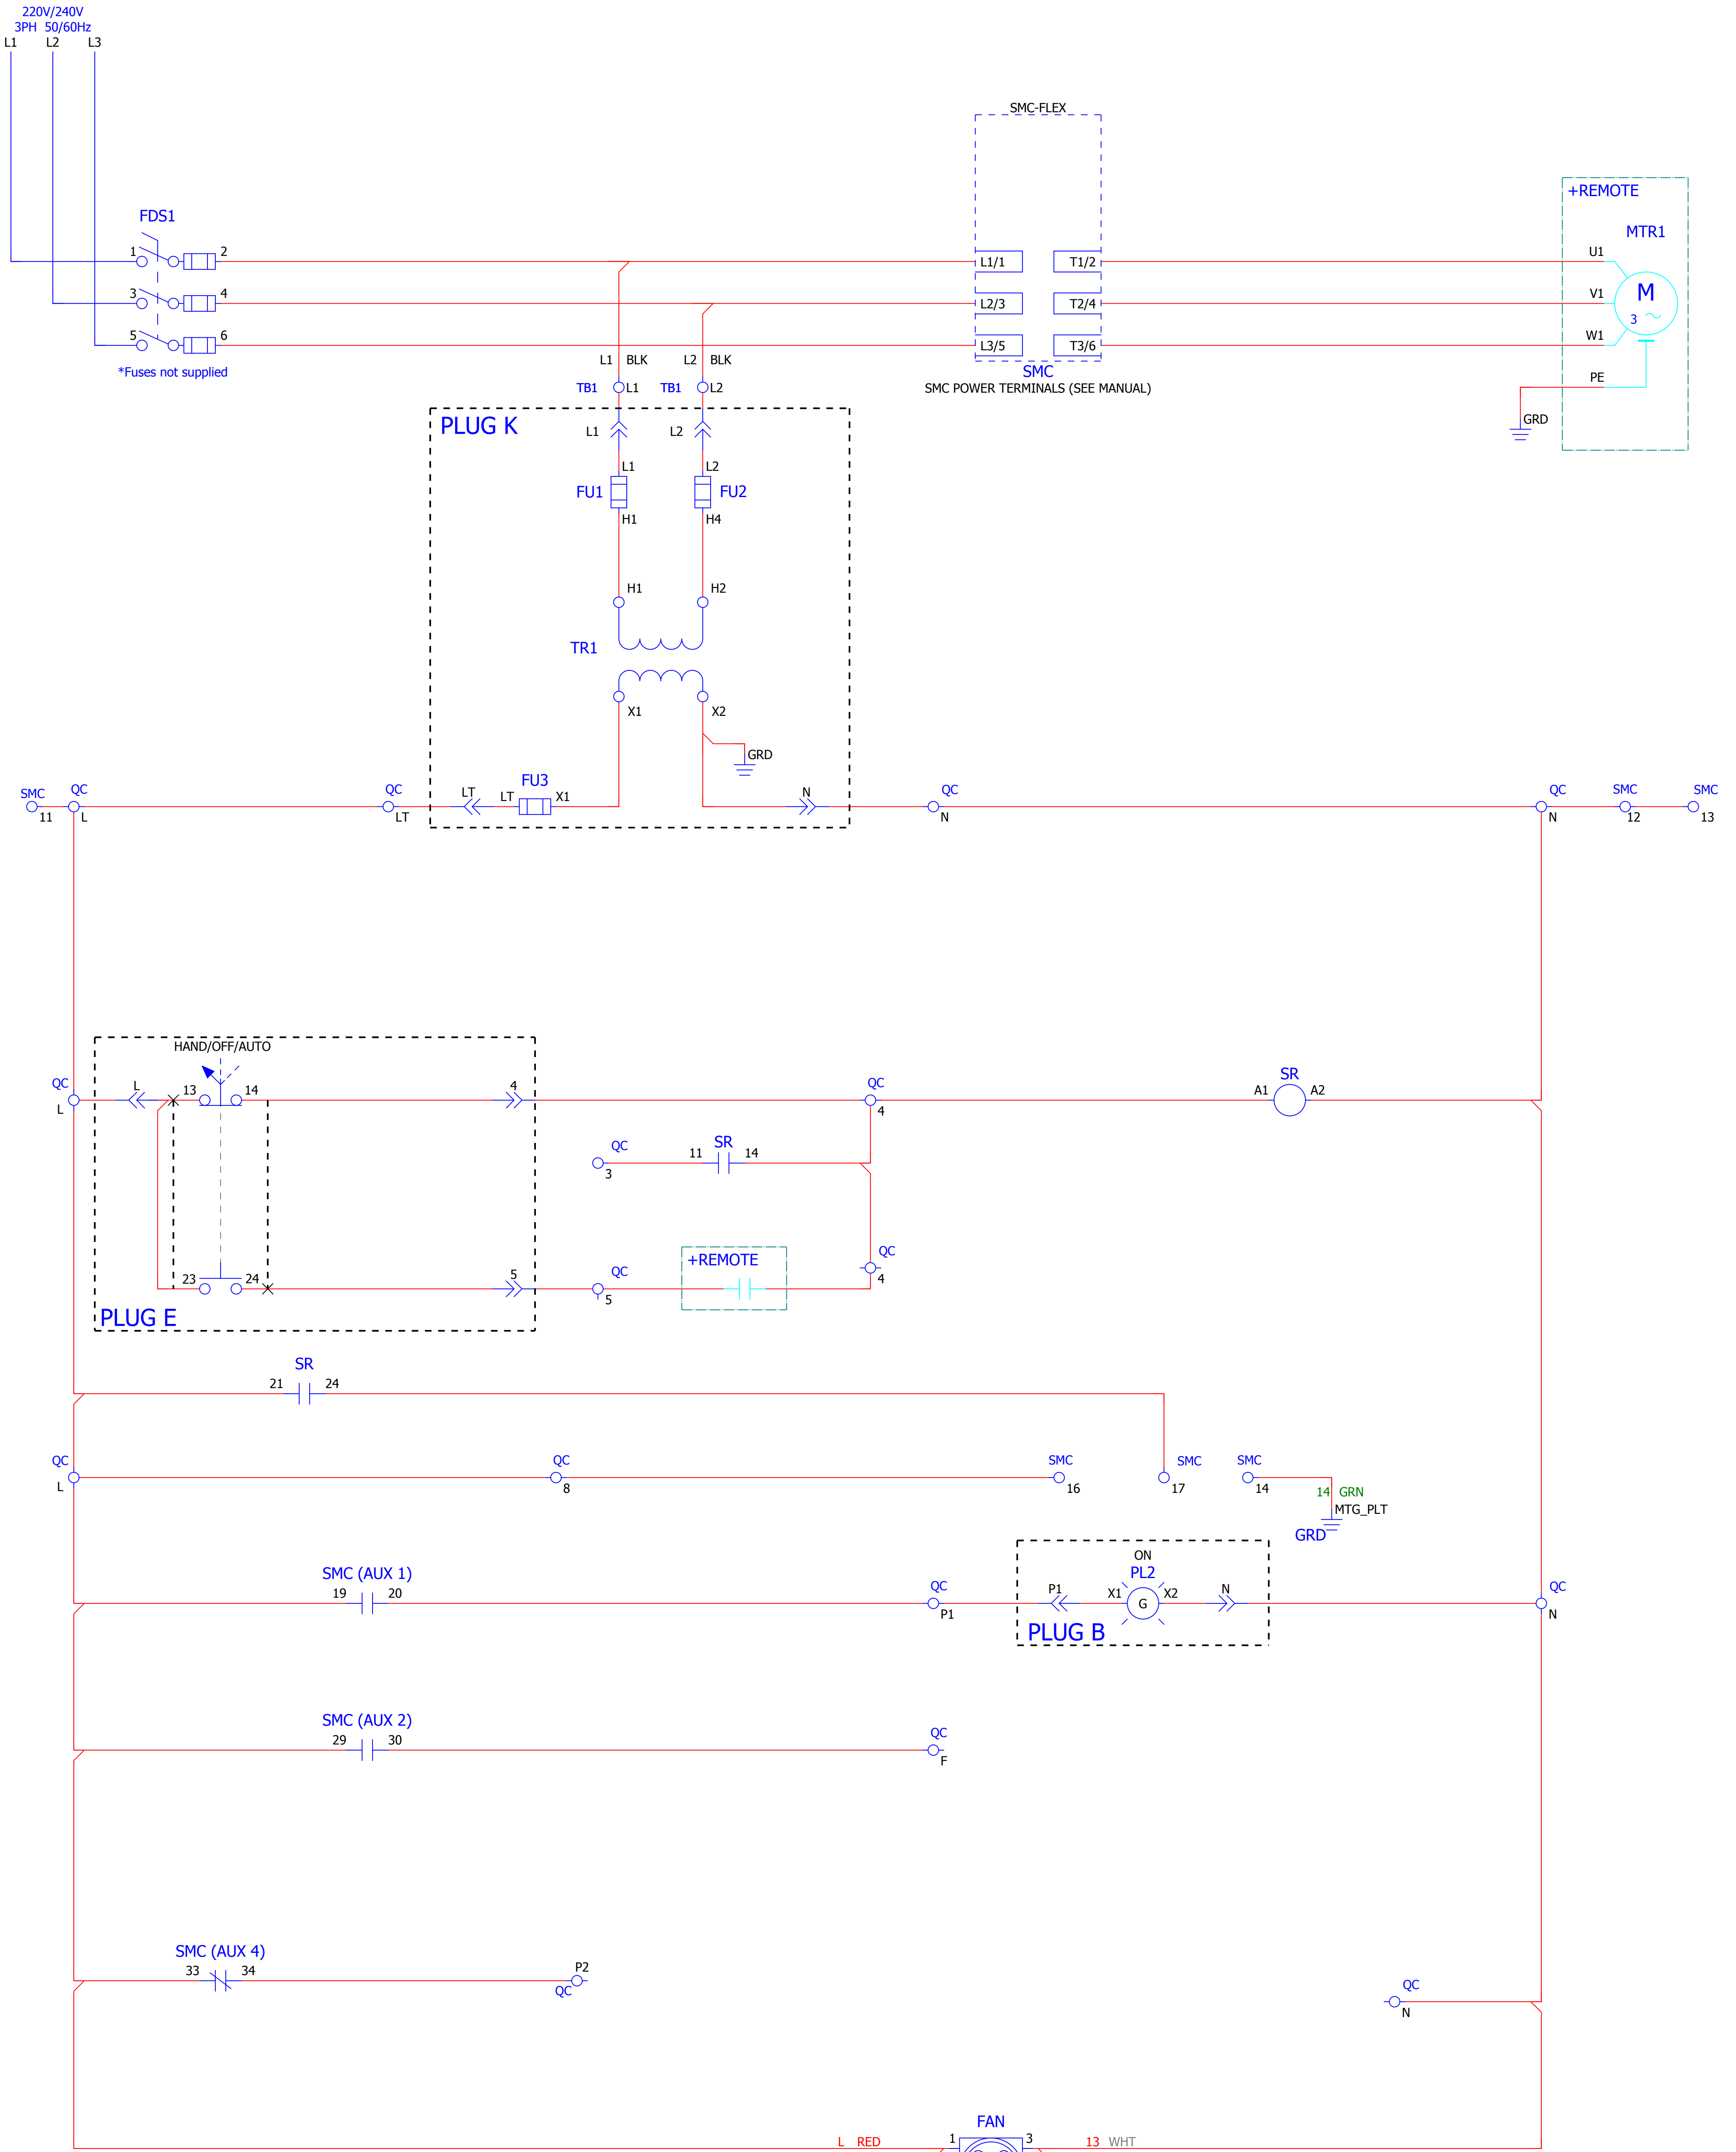 220V/240V
3PH 50/60Hz
L1 L2 L3
SMC-FLEX
+REMOTE
FDS1
MTR1
1 2
L1/1 T1/2
U1
3 4
L2/3 T2/4
V1
M
3
5 6
L3/5 T3/6
W1
*Fuses not supplied
L1 BLK L2 BLK
SMC
SMC POWER TERMINALS (SEE MANUAL)
PE
TB1 L1 TB1 L2
GRD
PLUG K
L1 L2
L1 L2
FU1 FU2
H1 H4
H1 H2
TR1
X1 X2
GRD
SMC QC QC
FU3
LT LT X1 N
QC QC SMC SMC
11 L LT N N 12 13
HAND/OFF/AUTO
QC L 13 14 4 QC
SR
A1 A2
L 4
QC SR
11 14
3
+REMOTE
QC
4
23 24 5 QC
5
PLUG E
SR
21 24
QC QC SMC SMC SMC
L 8 16 17 14
14 GRN
MTG_PLT
GRD
SMC (AUX 1)
19 20
QC
P1
ON
PL2
P1 X1 G X2 N
PLUG B
QC
N
SMC (AUX 2)
29 30
QC
F
SMC (AUX 4)
33 34
P2
QC
QC
N
FAN
L RED 1 3 13 WHT